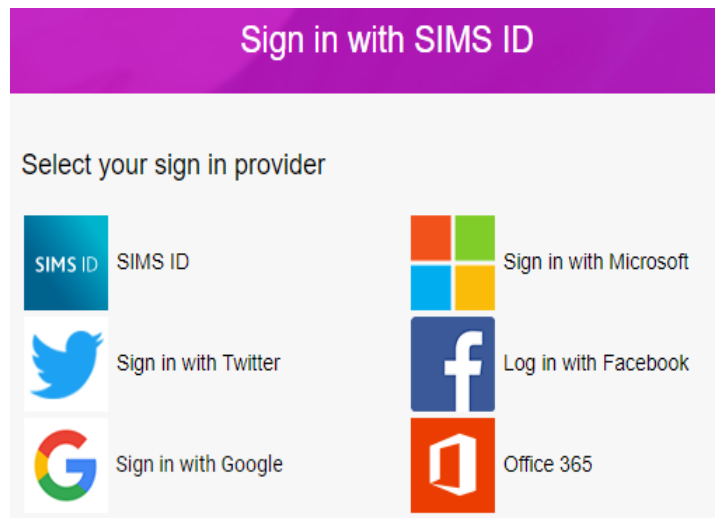 Sign in with SIMS ID
Select your sign in provider
SIMS ID SIMS ID
Sign in with Microsoft
Sign in with Twitter
Log in with Facebook
Sign in with Google
Office 365